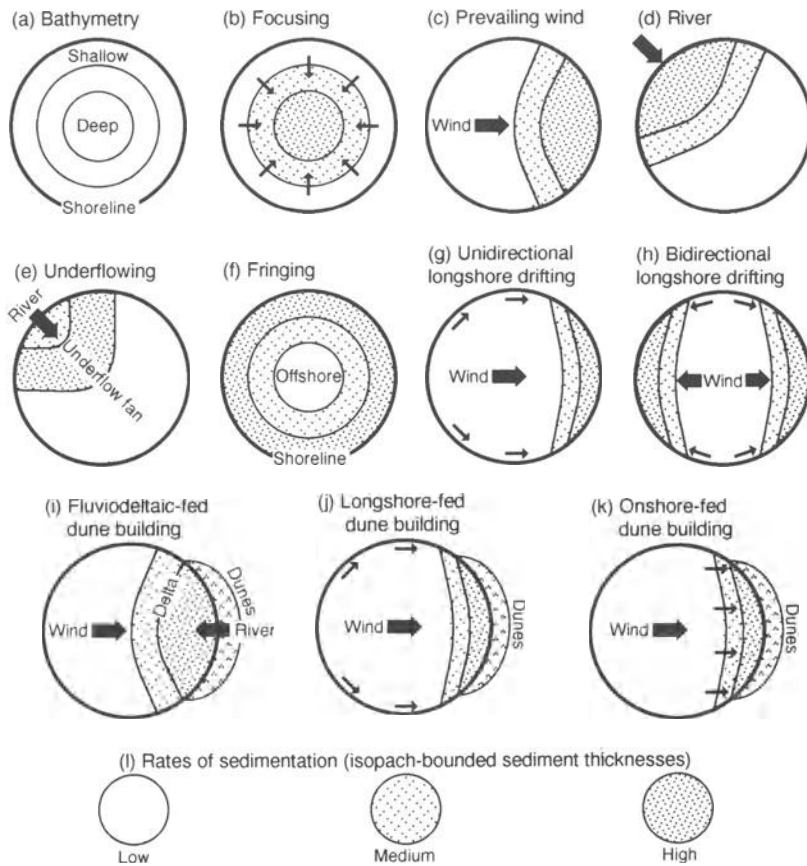 (a) Bathymetry
Shallow
Deep
Shoreline
(b) Focusing
(c) Prevailing wind
Wind
(d) River
(e) Underflowing
River
Underflow fan
(f) Fringing
Offshore
Shoreline
(g) Unidirectional
longshore drifting
Wind
(h) Bidirectional
longshore drifting
Wind
(i) Fluviodeltaic-fed
dune building
Wind
Delta
Dunes
River
(j) Longshore-fed
dune building
Wind
Dunes
(k) Onshore-fed
dune building
Wind
Dunes
(l) Rates of sedimentation (isopach-bounded sediment thicknesses)
Low
Medium
High